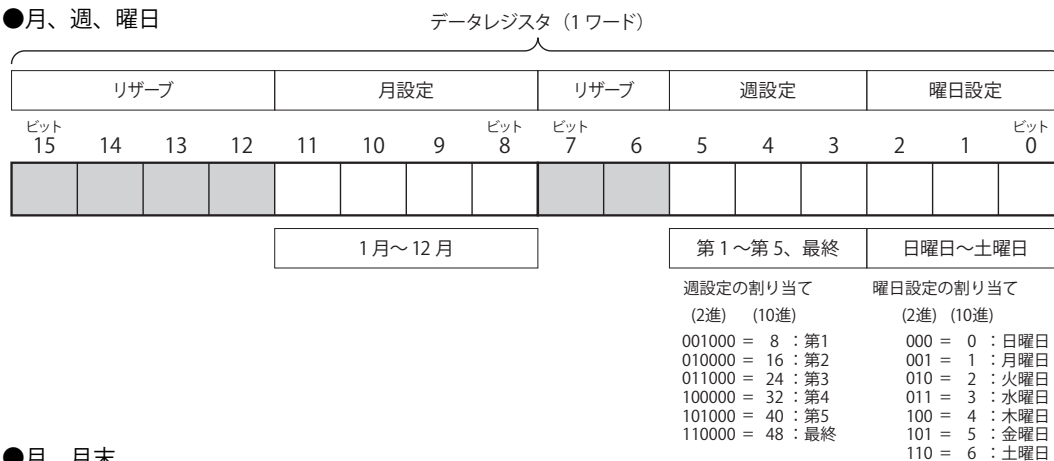 ●月、週、曜日
データレジスタ（1 ワード）
リザーブ 月設定 リザーブ 週設定 曜日設定
ビット ビット ビット ビット
15 14 13 12 11 10 9 8 7 6 5 4 3 2 1 0
1 月～ 12 月 第 1 ～第 5、最終 日曜日～土曜日
週設定の割り当て 曜日設定の割り当て
(2進) (10進) (2進) (10進)
001000 = 8 ：第1 000 = 0 ：日曜日
010000 = 16 ：第2 001 = 1 ：月曜日
011000 = 24 ：第3 010 = 2 ：火曜日
100000 = 32 ：第4 011 = 3 ：水曜日
101000 = 40 ：第5 100 = 4 ：木曜日
110000 = 48 ：最終 101 = 5 ：金曜日
110 = 6 ：土曜日
●月、月末